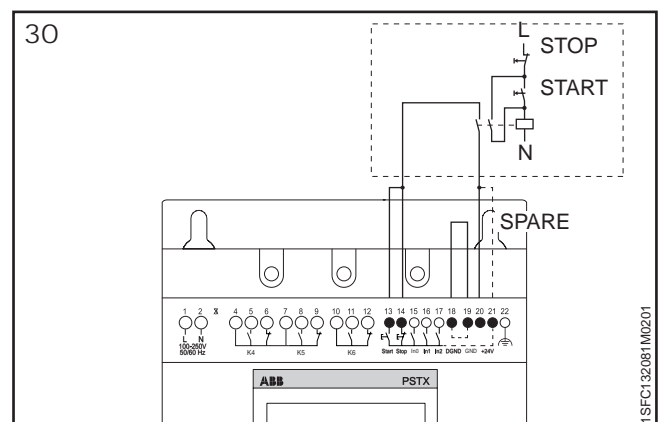 30
L
STOP
START
N
SPARE
1 2 4 5 6 7 8 9 10 11 12 13 14 15 16 17 18 19 20 21 22
L N
100-250V
50/60 Hz
K4 K5 K6 Start Stop In0 In1 In2 DGND GND +24V
ABB PSTX
1SFC132081M0201